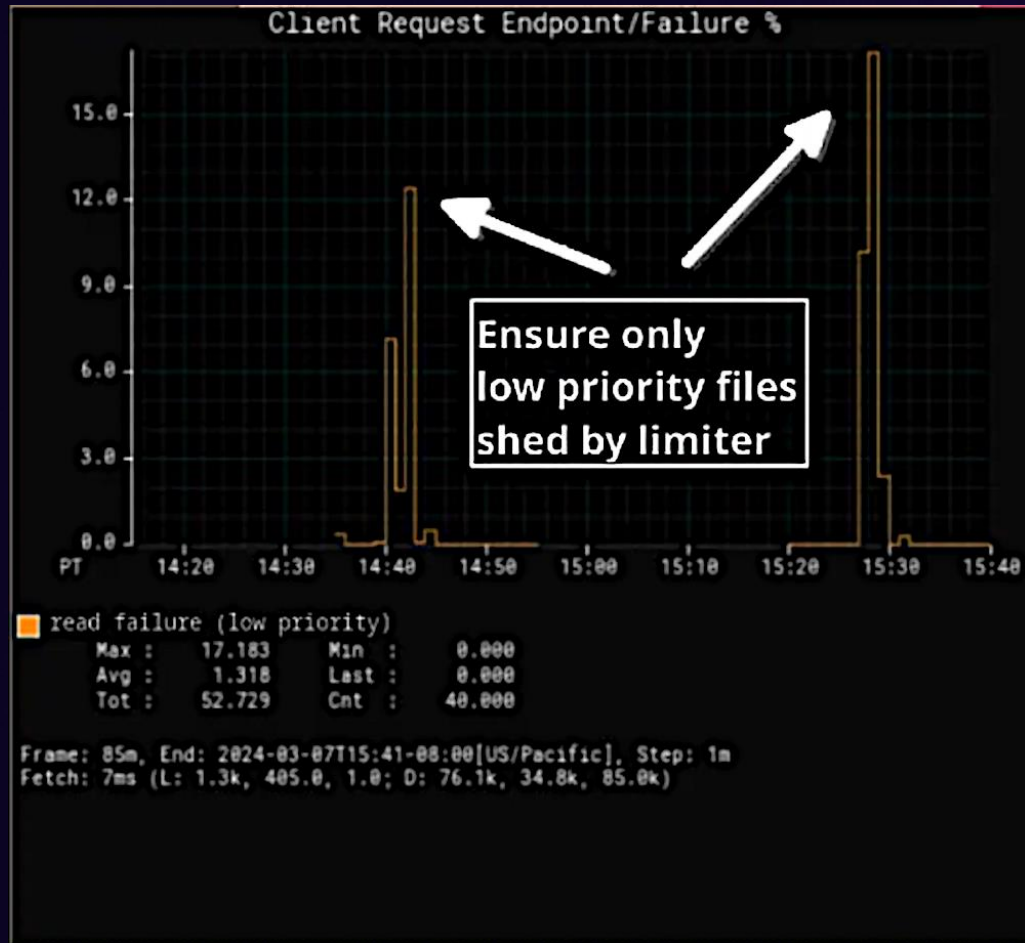 Client Request Endpoint/Failure %
15.0
12.0
9.0
6.0
3.0
0.0
Ensure only
low priority files
shed by limiter
PT 14:20 14:30 14:40 14:50 15:00 15:10 15:20 15:30 15:40
read failure (low priority)
Max : 17.183 Min : 0.000
Avg : 1.318 Last : 0.000
Tot : 52.729 Cnt : 40.000
Frame: 85m, End: 2024-03-07T15:41-08:00[US/Pacific], Step: 1m
Fetch: 7ms (L: 1.3k, 405.0, 1.0; D: 76.1k, 34.8k, 85.0k)